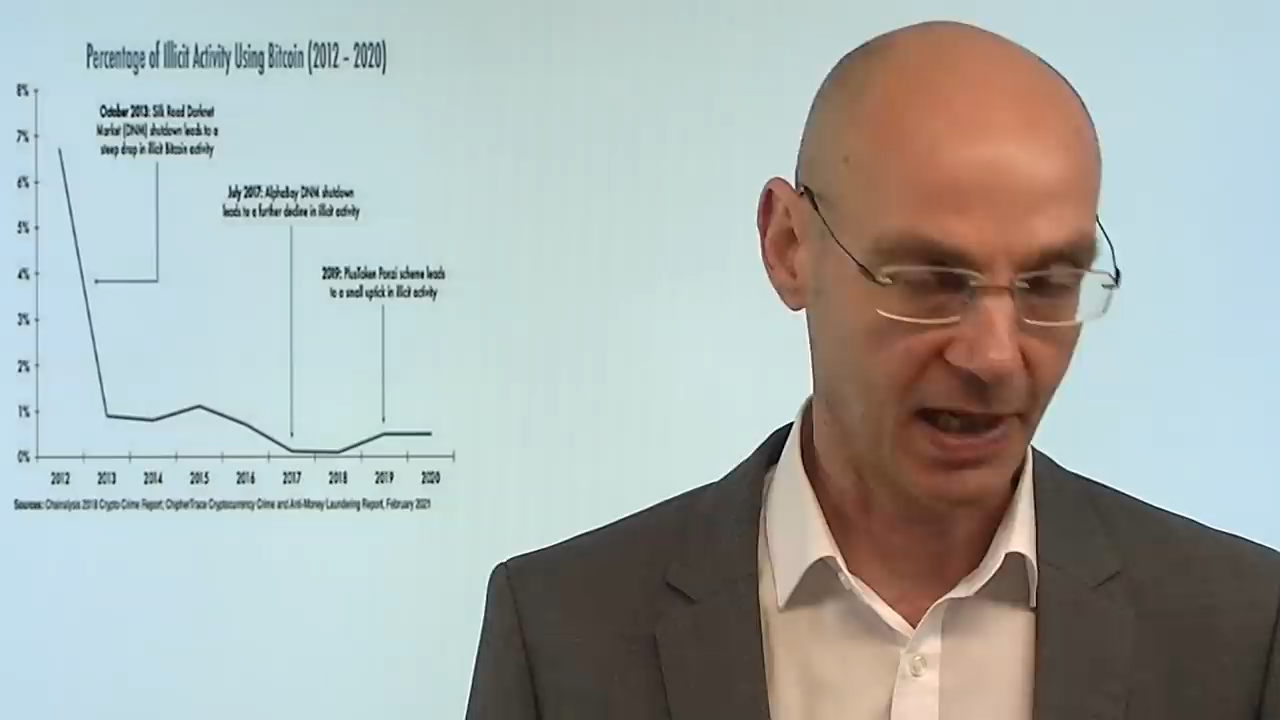 Percentage of Illicit Activity Using Bitcoin (2012 – 2020)
8%
October 2013: Silk Road Darknet
Market (DNM) shutdown leads to a
steep drop in illicit Bitcoin activity
7%
6%
July 2017: AlphaBay DNM shutdown
leads to a further decline in illicit activity
5%
4%
2019: PlusToken Ponzi scheme leads
to a small uptick in illicit activity
3%
2%
1%
0%
2012 2013 2014 2015 2016 2017 2018 2019 2020
Sources: Chainalysis 2018 Crypto Crime Report; CipherTrace Cryptocurrency Crime and Anti-Money Laundering Report, February 2021